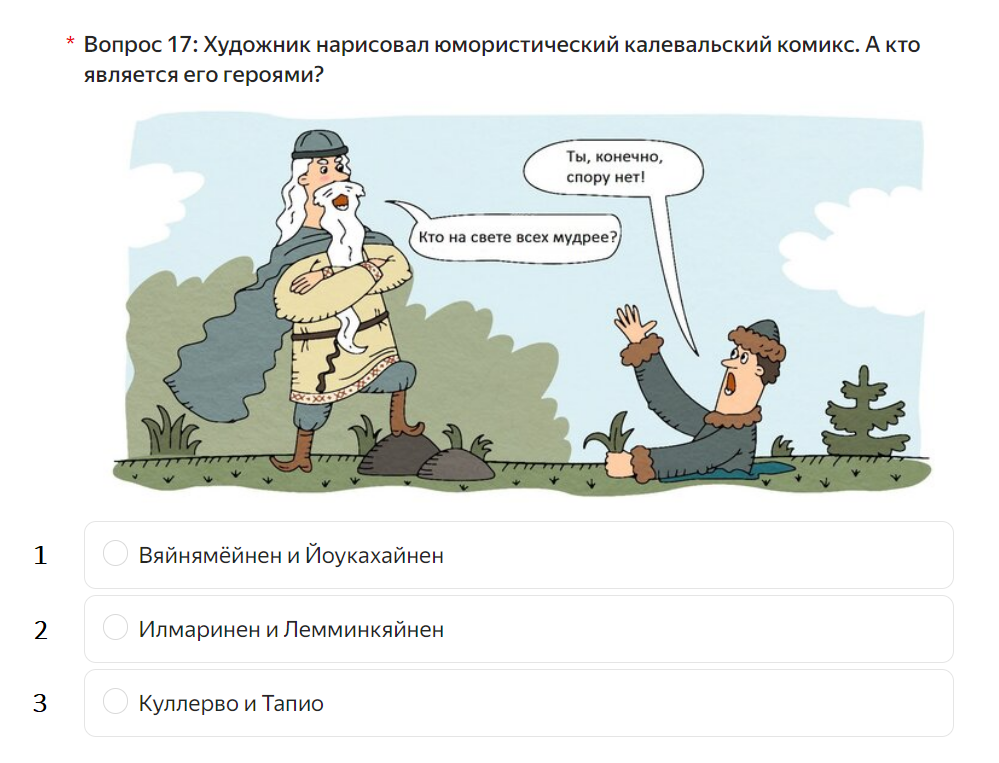 * Вопрос 17: Художник нарисовал юмористический калевальский комикс. А кто
является его героями?
Ты, конечно,
спору нет!
Кто на свете всех мудрее?
1 Вяйнямёйнен и Йоукахайнен
2 Илмаринен и Лемминкяйнен
3 Куллерво и Тапио